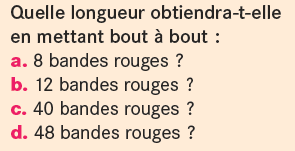 Quelle longueur obtiendra-t-elle
en mettant bout à bout :
a. 8 bandes rouges ?
b. 12 bandes rouges ?
c. 40 bandes rouges ?
d. 48 bandes rouges ?